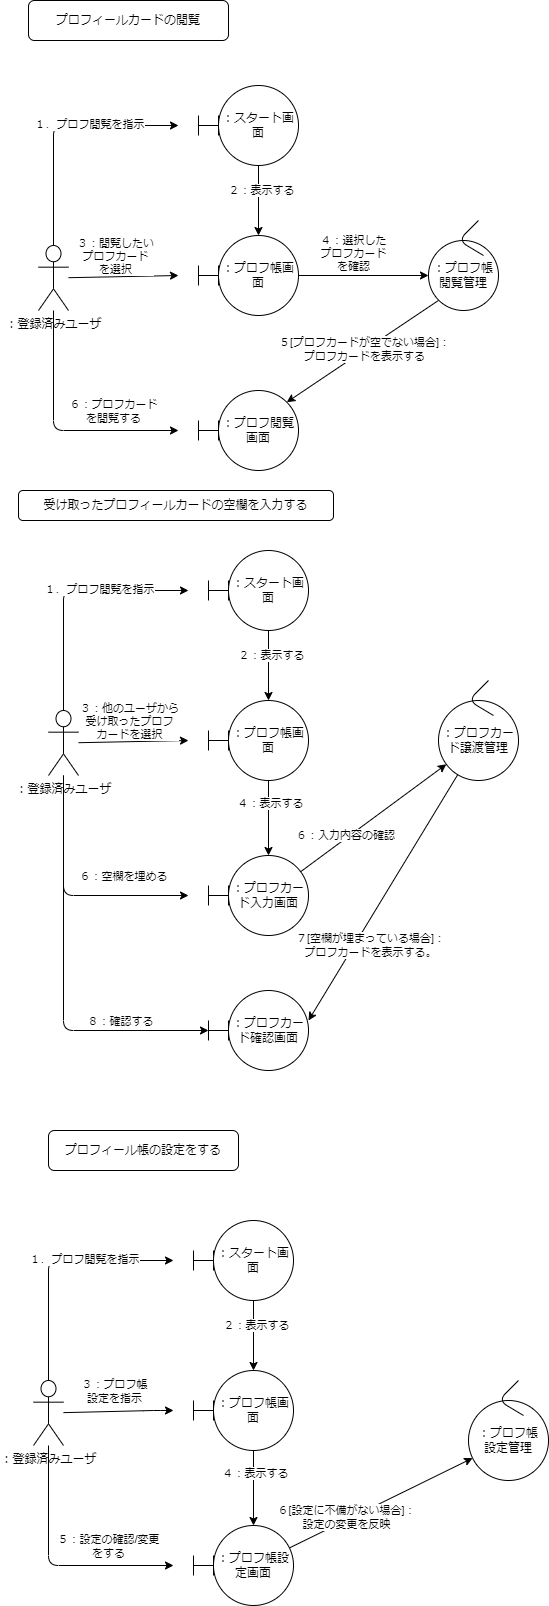 プロフィールカードの閲覧
1．プロフ閲覧を指示
：スタート画
面
2：表示する
3：閲覧したい
プロフカード
を選択
：プロフ帳画
面
4：選択した
プロフカード
を確認
：プロフ帳
閲覧管理
：登録済みユーザ
5[プロフカードが空でない場合]：
プロフカードを表示する
6：プロフカード
を閲覧する
：プロフ閲覧
画面
受け取ったプロフィールカードの空欄を入力する
1．プロフ閲覧を指示
：スタート画
面
2：表示する
3：他のユーザから
受け取ったプロフ
カードを選択
：プロフ帳画
面
：プロフカー
ド譲渡管理
：登録済みユーザ
4：表示する
6：入力内容の確認
6：空欄を埋める
：プロフカー
ド入力画面
7[空欄が埋まっている場合]：
プロフカードを表示する。
8：確認する
：プロフカー
ド確認画面
プロフィール帳の設定をする
1．プロフ閲覧を指示
：スタート画
面
2：表示する
3：プロフ帳
設定を指示
：プロフ帳画
面
：プロフ帳
設定管理
：登録済みユーザ
4：表示する
6[設定に不備がない場合]：
設定の変更を反映
5：設定の確認/変更
をする
：プロフ帳設
定画面